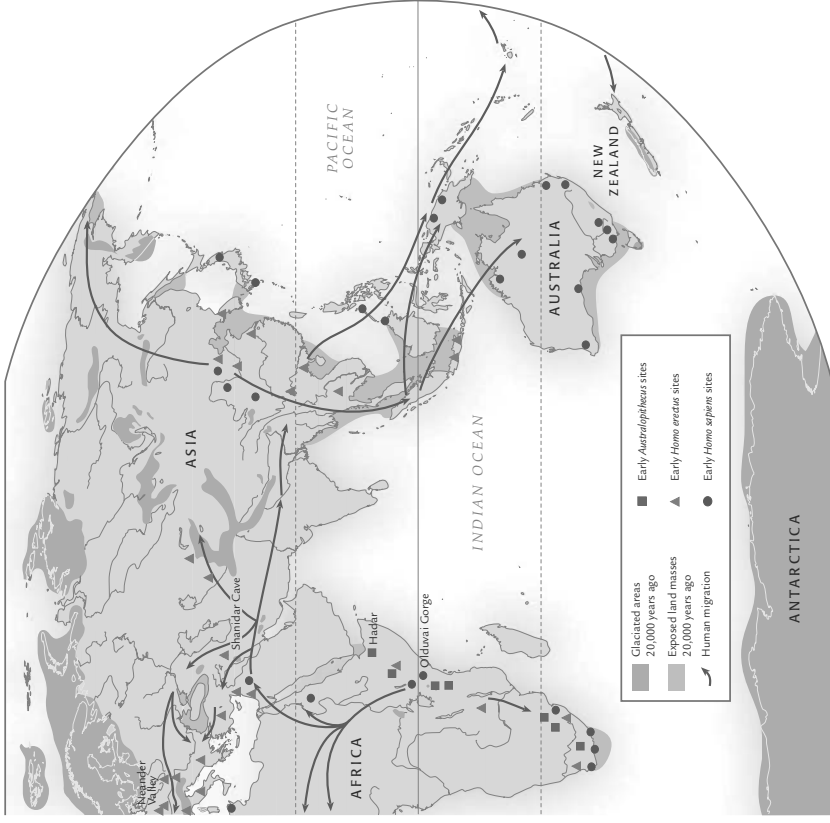 PACIFIC
OCEAN
NEW
ZEALAND
AUSTRALIA
ASIA
INDIAN OCEAN
Shanidar Cave
Hadar
Olduvai Gorge
Neander
Valley
AFRICA
ANTARCTICA
Glaciated areas
20,000 years ago
Exposed land masses
20,000 years ago
Human migration
Early Australopithecus sites
Early Homo erectus sites
Early Homo sapiens sites